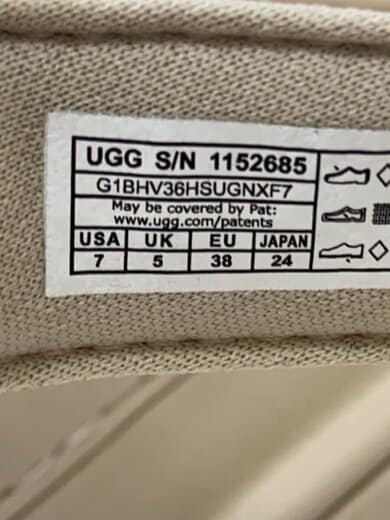 UGG S/N 1152685
G1BHV36HSUGNXF7
May be covered by Pat:
www.ugg.com/patents
USA UK EU JAPAN
7 5 38 24